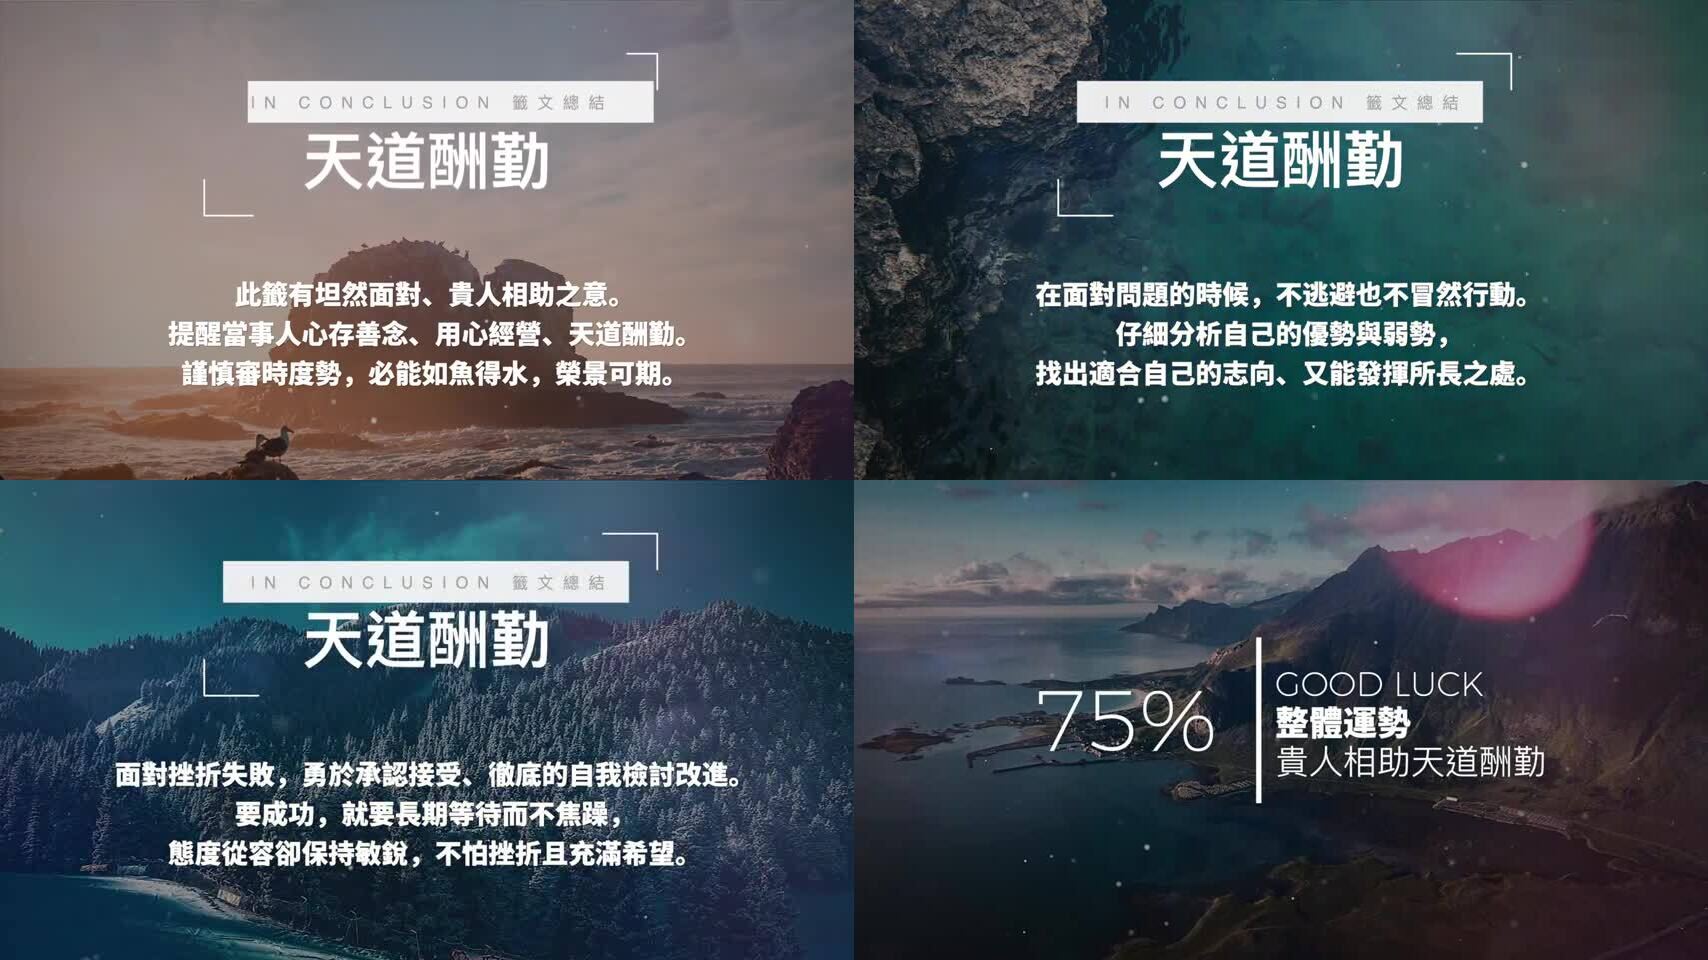 IN CONCLUSION 籤文總結
天道酬勤
此籤有坦然面對、貴人相助之意。
提醒當事人心存善念、用心經營、天道酬勤。
謹慎審時度勢，必能如魚得水，榮景可期。
IN CONCLUSION 籤文總結
天道酬勤
在面對問題的時候，不逃避也不冒然行動。
仔細分析自己的優勢與弱勢，
找出適合自己的志向、又能發揮所長之處。
IN CONCLUSION 籤文總結
天道酬勤
面對挫折失敗，勇於承認接受、徹底的自我檢討改進。
要成功，就要長期等待而不焦躁，
態度從容卻保持敏銳，不怕挫折且充滿希望。
75%
GOOD LUCK
整體運勢
貴人相助天道酬勤